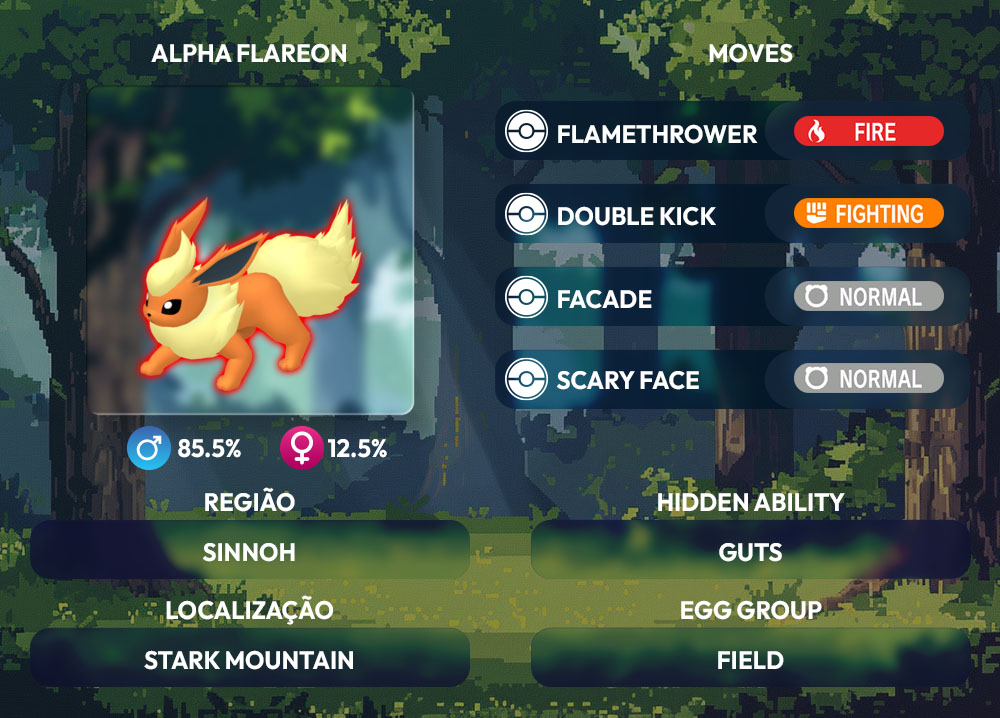 ALPHA FLAREON
85.5% 12.5%
REGIÃO
SINNOH
LOCALIZAÇÃO
STARK MOUNTAIN
MOVES
FLAMETHROWER FIRE
DOUBLE KICK FIGHTING
FACADE NORMAL
SCARY FACE NORMAL
HIDDEN ABILITY
GUTS
EGG GROUP
FIELD